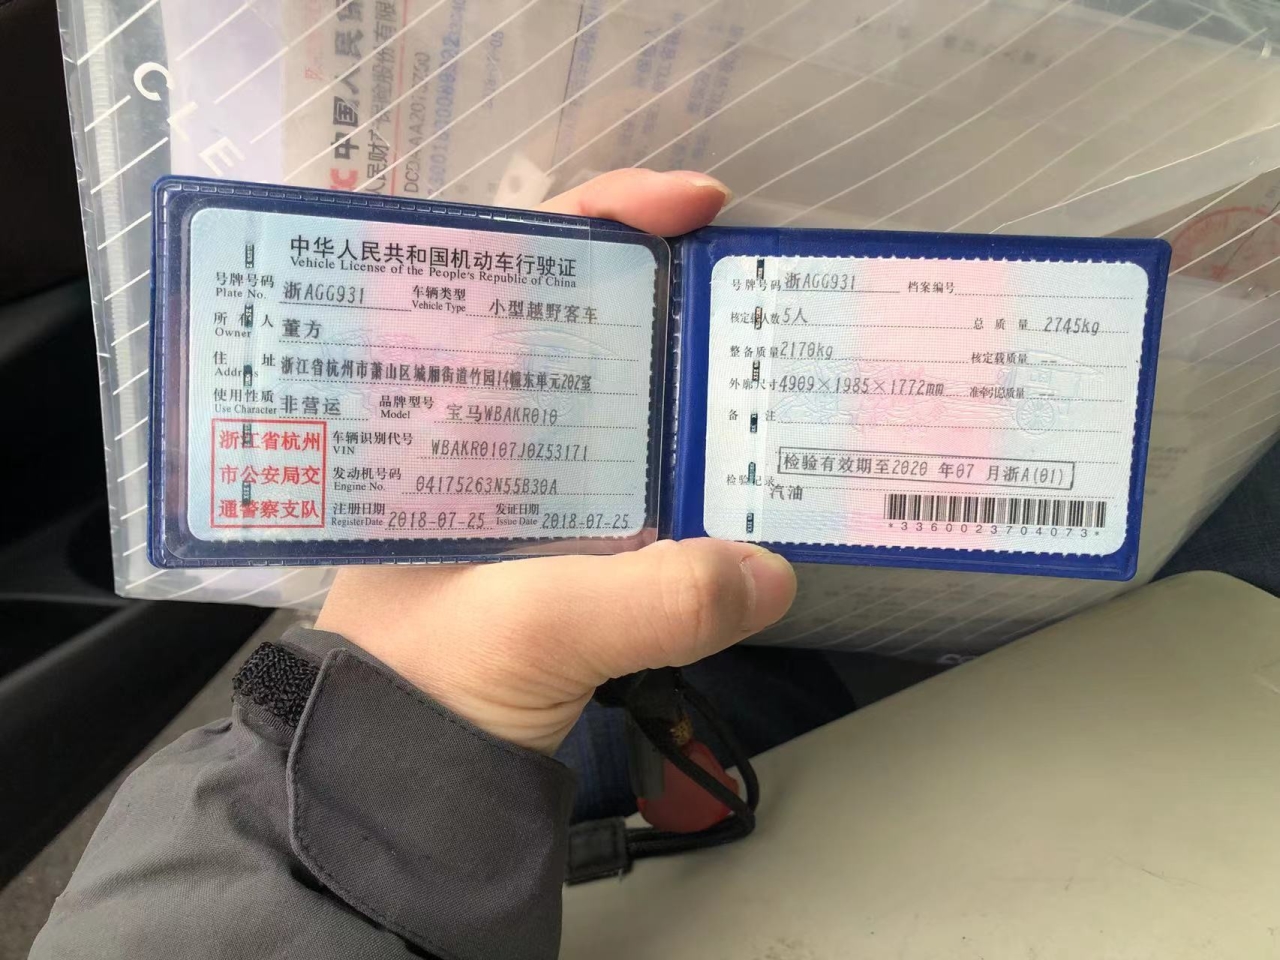 CLE
中国人民
DCDAAA2013Z00
中华人民共和国机动车行驶证
Vehicle License of the People's Republic of China
号牌号码 浙AGG931 车辆类型 小型越野客车
Plate No. Vehicle Type
所有人 董方
Owner
住址 浙江省杭州市萧山区城厢街道竹园14幢东单元202室
Address
使用性质 非营运 品牌型号 宝马WBAKR010
Use Character Model
浙江省杭州
市公安局交
通警察支队
车辆识别代号 WBAKR0107J0Z53171
VIN
发动机号码 04175263N55B30A
Engine No.
注册日期 2018-07-25 发证日期 2018-07-25
Register Date Issue Date
号牌号码 浙AGG931 档案编号
核定载人数 5人 总质量 2745kg
整备质量 2170kg 核定载质量 --
外廓尺寸 4909×1985×1772mm 准牵引总质量 --
备注
检验有效期至2020 年07 月浙A(01)
检验记录
汽油
*3360023704073*